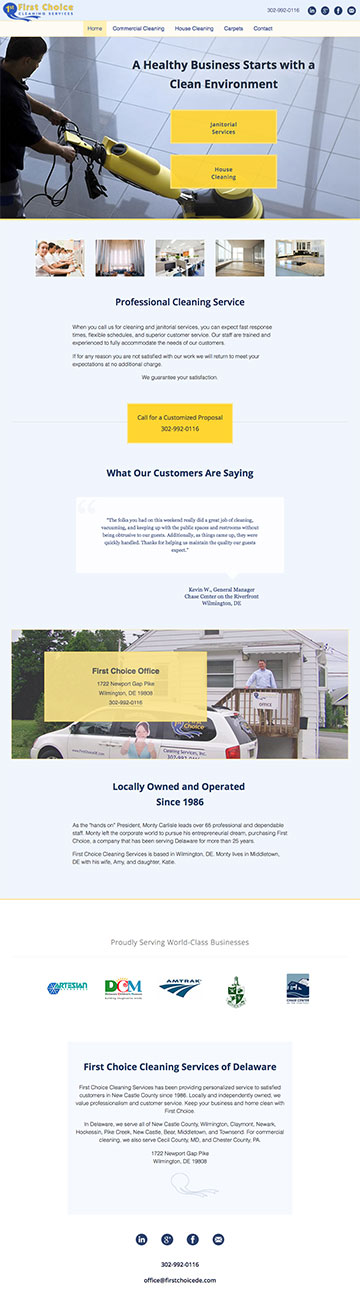 1st First Choice
CLEANING SERVICES
302-992-0116
Home Commercial Cleaning House Cleaning Carpets Contact
A Healthy Business Starts with a
Clean Environment
Janitorial
Services
House
Cleaning
Professional Cleaning Service
When you call us for cleaning and janitorial services, you can expect fast response
times, flexible schedules, and superior customer service. Our staff are trained and
experienced to fully accommodate the needs of our customers.
If for any reason you are not satisfied with our work we will return to meet your
expectations at no additional charge.
We guarantee your satisfaction.
Call for a Customized Proposal
302-992-0116
What Our Customers Are Saying
"The folks you had on this weekend really did a great job of cleaning,
vacuuming, and keeping up with the public spaces and restrooms without
being obtrusive to our guests. Additionally, as things came up, they were
quickly handled. Thanks for helping us maintain the quality our guests
expect."
Kevin W., General Manager
Chase Center on the Riverfront
Wilmington, DE
First Choice Office
1722 Newport Gap Pike
Wilmington, DE 19808
302-992-0116
OFFICE
Choice
Cleaning Services, Inc.
Locally Owned and Operated
Since 1986
As the "hands on" President, Monty Carlisle leads over 65 professional and dependable
staff. Monty left the corporate world to pursue his entrepreneurial dream, purchasing First
Choice, a company that has been serving Delaware for more than 25 years.
First Choice Cleaning Services is based in Wilmington, DE. Monty lives in Middletown,
DE with his wife, Amy, and daughter, Katie.
Proudly Serving World-Class Businesses
ARTESIAN
DCM
AMTRAK
CHASE CENTER
First Choice Cleaning Services of Delaware
First Choice Cleaning Services has been providing personalized service to satisfied
customers in New Castle County since 1986. Locally and independently owned, we
value professionalism and customer service. Keep your business and home clean with
First Choice.
In Delaware, we serve all of New Castle County, Wilmington, Claymont, Newark,
Hockessin, Pike Creek, New Castle, Bear, Middletown, and Townsend. For commercial
cleaning, we also serve Cecil County, MD, and Chester County, PA.
1722 Newport Gap Pike
Wilmington, DE 19808
302-992-0116
office@firstchoicede.com